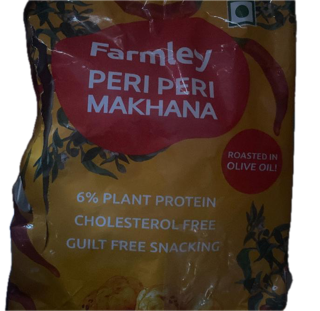 Farmley
PERI PERI
MAKHANA
ROASTED IN
OLIVE OIL!
6% PLANT PROTEIN
CHOLESTEROL FREE
GUILT FREE SNACKING